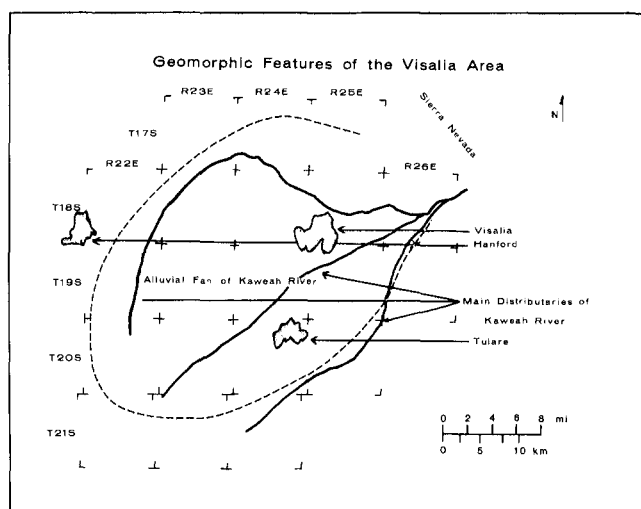 Geomorphic Features of the Visalia Area
R23E R24E R25E
Sierra Nevada
N
T17S
R22E
R26E
T18S
Visalia
Hanford
T19S
Alluvial Fan of Kaweah River
Main Distributaries of
Kaweah River
T20S
Tulare
T21S
0 2 4 6 8 mi
0 5 10 km